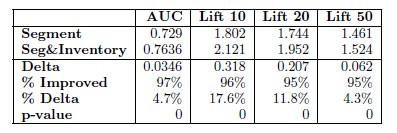 AUC Lift 10 Lift 20 Lift 50
Segment 0.729 1.802 1.744 1.461
Seg&Inventory 0.7636 2.121 1.952 1.524
Delta 0.0346 0.318 0.207 0.062
% Improved 97% 96% 95% 95%
% Delta 4.7% 17.6% 11.8% 4.3%
p-value 0 0 0 0